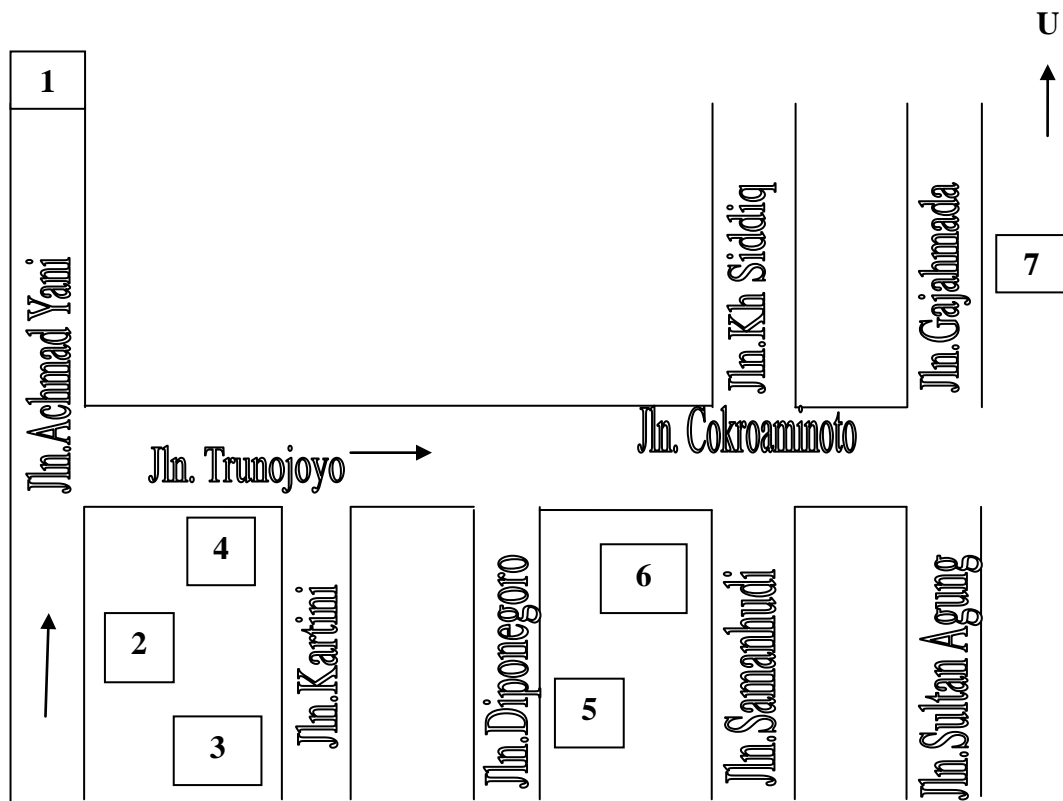 U
1
Jln.Achmad Yani
Jln.Kh Siddiq
Jln.Gajahmada
7
Jln. Trunojoyo
Jln. Cokroaminoto
4
6
2
3
5
Jln.Kartini
Jln.Diponegoro
Jln.Samanhudi
Jln.Sultan Agung